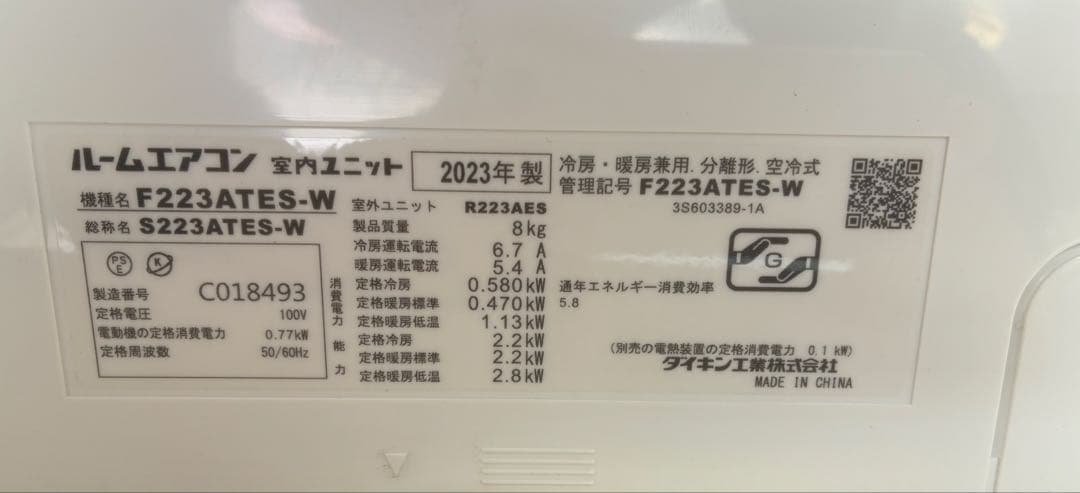 ルームエアコン 室内ユニット 2023年 製
機種名 F223ATES-W
総称名 S223ATES-W
PS
E
K
製造番号 C018493
定格電圧 100V
電動機の定格消費電力 0.77kW
定格周波数 50/60Hz
室外ユニット R223AES
製品質量 8kg
冷房運転電流 6.7 A
暖房運転電流 5.4 A
消費電力
定格冷房 0.580kW
定格暖房標準 0.470kW
定格暖房低温 1.13kW
能力
定格冷房 2.2kW
定格暖房標準 2.2kW
定格暖房低温 2.8kW
冷房・暖房兼用. 分離形. 空冷式
管理記号 F223ATES-W
3S603389-1A
G
通年エネルギー消費効率
5.8
(別売の電熱装置の定格消費電力 0.1 kW)
ダイキン工業株式会社
MADE IN CHINA